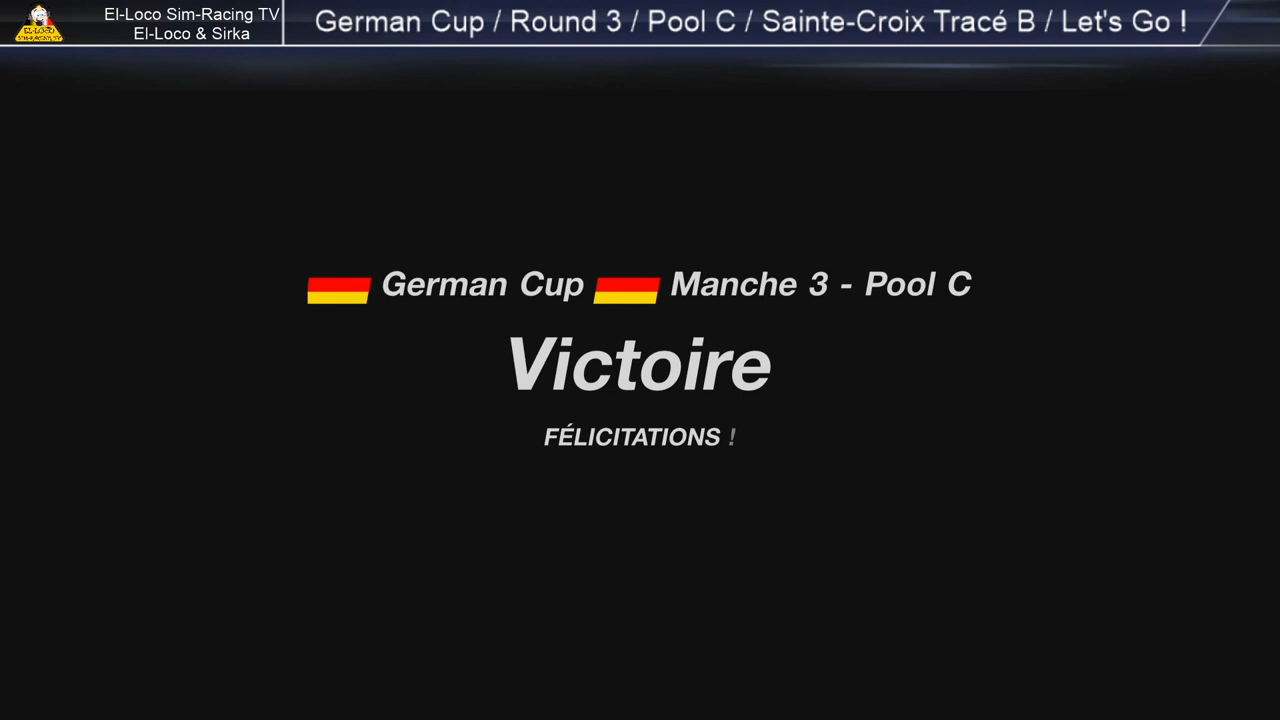 El-Loco Sim-Racing TV
El-Loco & Sirka
German Cup / Round 3 / Pool C / Sainte-Croix Tracé B / Let's Go !
German Cup Manche 3 - Pool C
Victoire
FÉLICITATIONS !